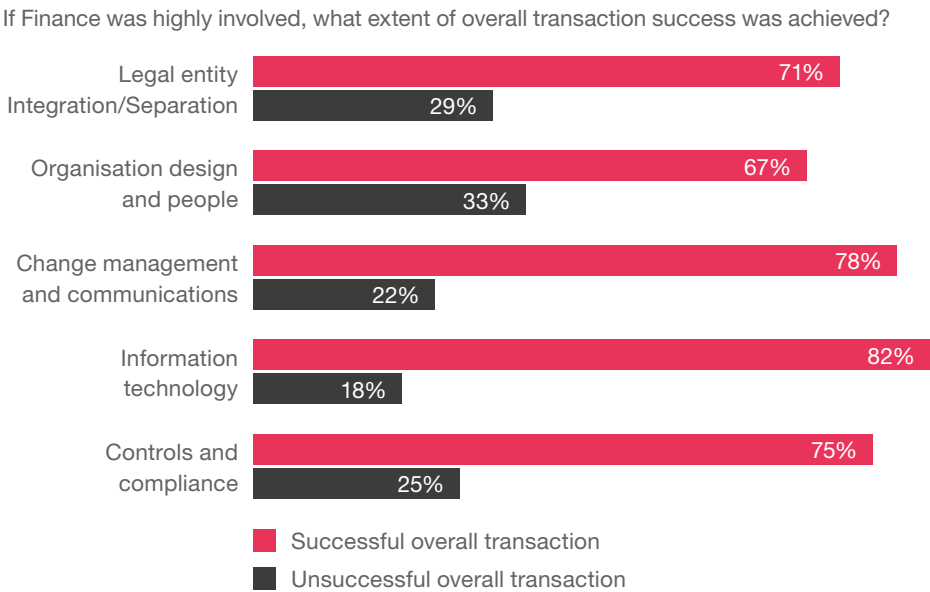 If Finance was highly involved, what extent of overall transaction success was achieved?
Legal entity
Integration/Separation
71%
29%
Organisation design
and people
67%
33%
Change management
and communications
78%
22%
Information
technology
82%
18%
Controls and
compliance
75%
25%
Successful overall transaction
Unsuccessful overall transaction